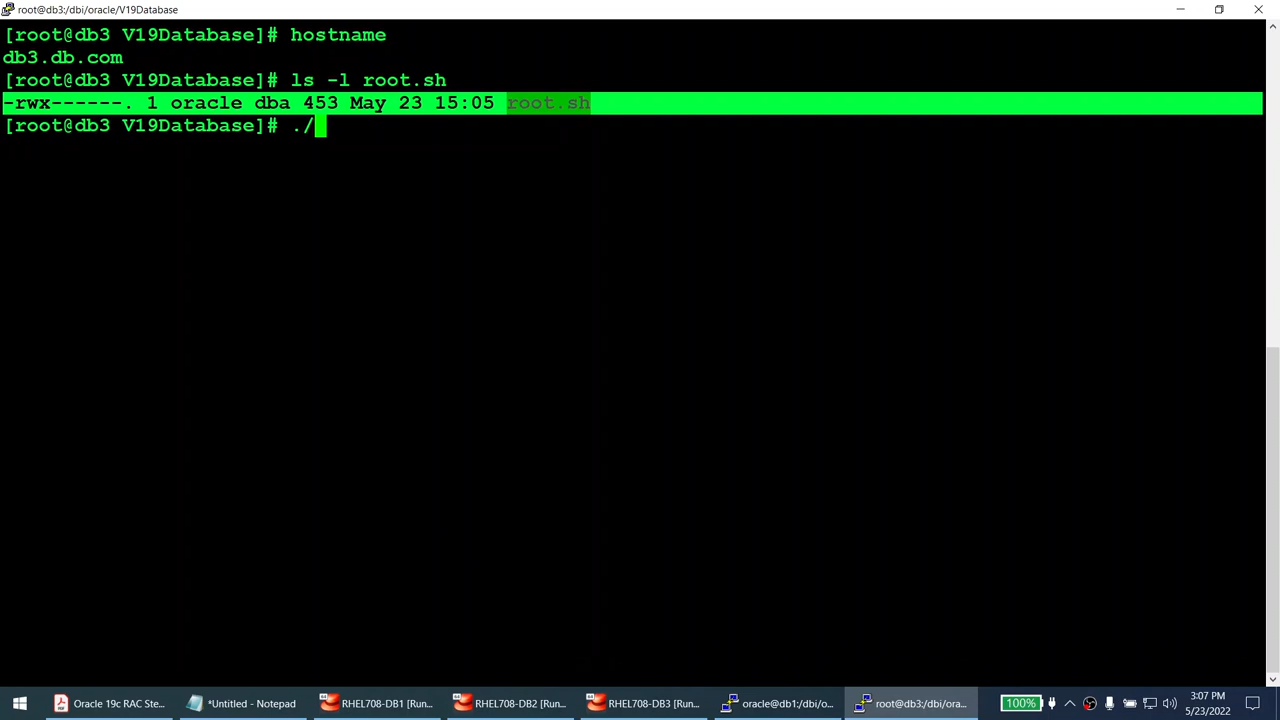 root@db3:/dbi/oracle/V19Database
[root@db3 V19Database]# hostname
db3.db.com
[root@db3 V19Database]# ls -l root.sh
-rwx------. 1 oracle dba 453 May 23 15:05 root.sh
[root@db3 V19Database]# ./
Oracle 19c RAC Ste...
*Untitled - Notepad
RHEL708-DB1 [Run...
RHEL708-DB2 [Run...
RHEL708-DB3 [Run...
oracle@db1:/dbi/o...
root@db3:/dbi/ora...
100%
3:07 PM
5/23/2022